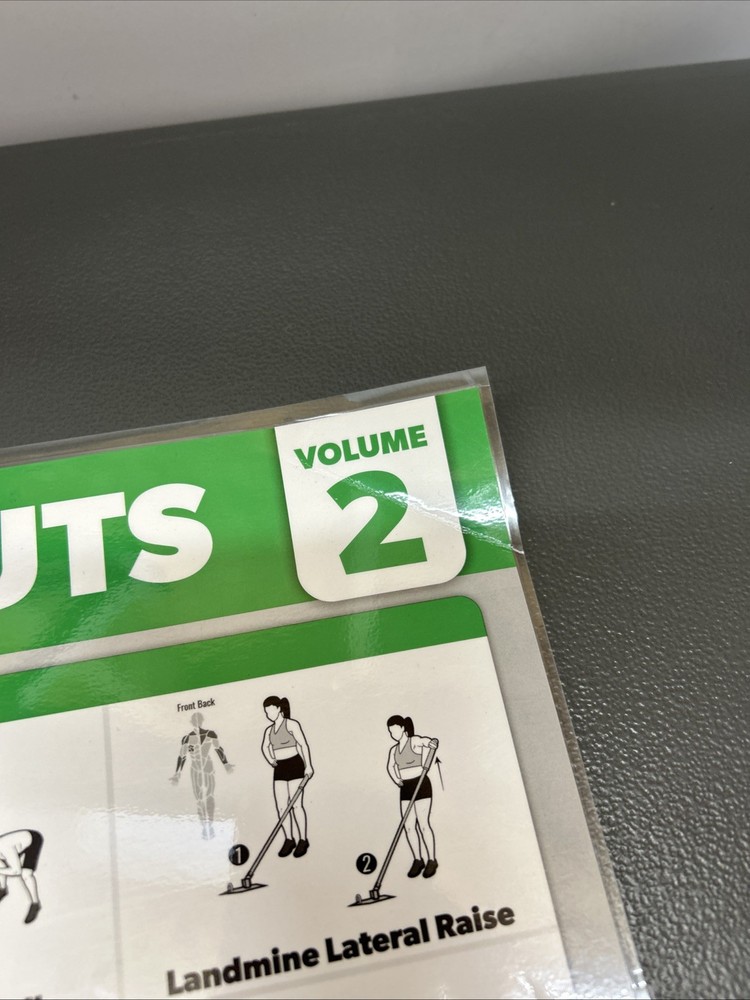 UTS
VOLUME
2
Front Back
1
2
Landmine Lateral Raise